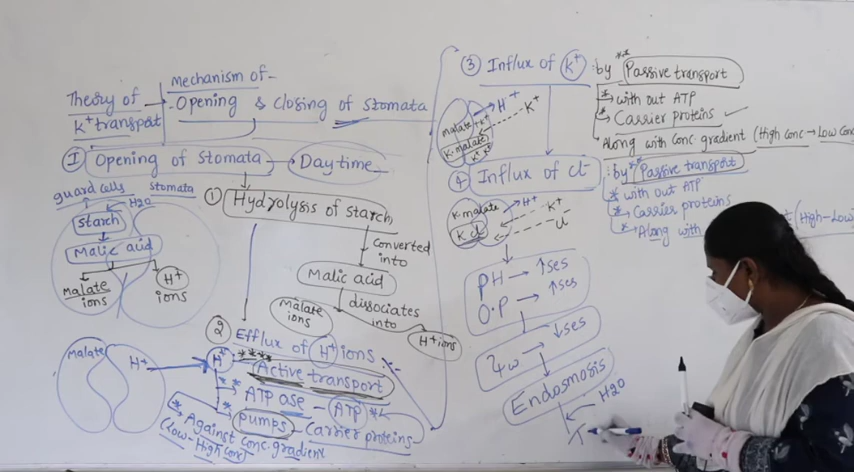 Theory of K+ transport
Mechanism of-
Opening & closing of stomata
I Opening of stomata Daytime
guard cells stomata
H2O
starch
Malic acid
Malate ions
H+ ions
1 Hydrolysis of starch
converted into
Malic acid
dissociates into
malate ions
H+ ions
2 Efflux of H+ ions
Malate H+ H+
**** Active transport
** ATP ase - ATP *
* pumps - carrier proteins
* Against conc. gradient
(Low-High conc)
3 Influx of K+
malate + K+
K-malate
K+ K+
H+
K+
: by ** Passive transport
* with out ATP
* Carrier proteins
Along with conc. gradient (High conc → Low conc
4 Influx of cl-
K-malate
K cl
H+
K+
cl
: by ** Passive transport
* with out ATP
* Carrier proteins
* Along with t (High-Low
PH → ↑ses
O.P → ↑ses
Ψw → ↓ses
Endosmosis
H2O
T